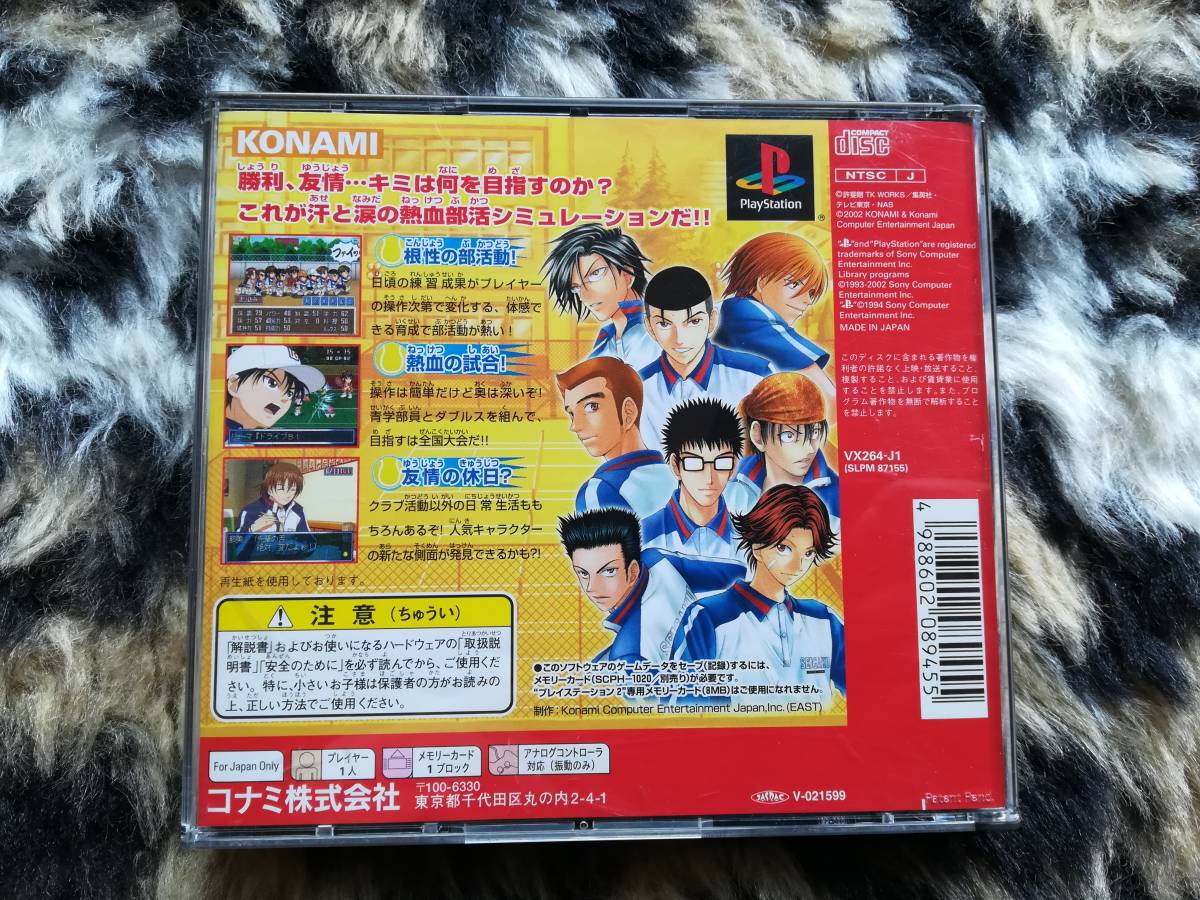 KONAMI
勝利、友情…キミは何を目指すのか?
これが汗と涙の熱血部活シミュレーションだ!!
根性の部活動!
日頃の練習成果がプレイヤー
の操作次第で変化する、体感で
きる育成で部活動が熱い!
熱血の試合!
操作は簡単だけど奥は深いぞ!
青学部員とダブルスを組んで、
目指すは全国大会だ!!
友情の休日?
クラブ活動以外の日常生活もも
ちろんあるぞ! 人気キャラクター
の新たな側面が発見できるかも?!
再生紙を使用しております。
注意(ちゅうい)
「解説書」およびお使いになるハードウェアの「取扱説
明書」「安全のために」を必ず読んでから、ご使用くだ
さい。特に、小さいお子様は保護者の方がお読みの
上、正しい方法でご使用ください。
PlayStation
®
●このソフトウェアのゲームデータをセーブ(記録)するには、
メモリーカード(SCPH-1020/別売り)が必要です。
"プレイステーション 2"専用メモリーカード(8MB)はご使用になれません。
制作:Konami Computer Entertainment Japan,Inc.(EAST)
COMPACT
disc
NTSC J
©許斐剛 TK WORKS/集英社・
テレビ東京・NAS
©2002 KONAMI & Konami
Computer Entertainment Japan
" "and"PlayStation"are registered
trademarks of Sony Computer
Entertainment Inc.
Library programs
©1993-2002 Sony Computer
Entertainment Inc.
" "©1994 Sony Computer
Entertainment Inc.
MADE IN JAPAN
このディスクに含まれる著作物を権
利者の許諾なく上映・放送すること、
複製すること、および賃貸業に使用
することを禁止します。また、プロ
グラム著作物を無断で解析すること
を禁止します。
VX264-J1
(SLPM 87155)
4 988602 089455
For Japan Only
プレイヤー
1人
メモリーカード
1ブロック
アナログコントローラ
対応(振動のみ)
コナミ株式会社
〒100-6330
東京都千代田区丸の内2-4-1
V-021599
Patent Pend.